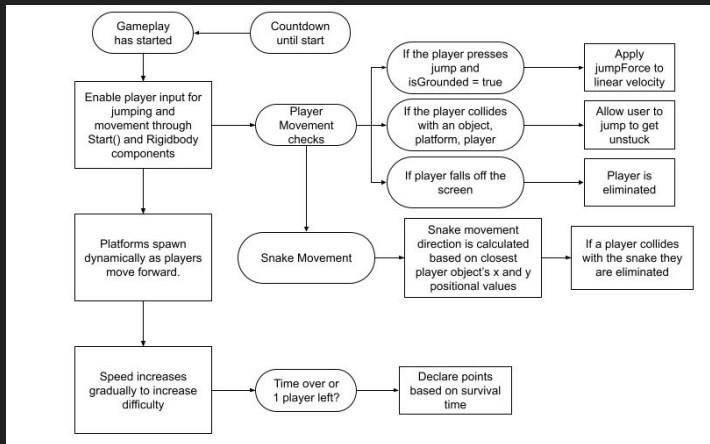 Gameplay
has started
Countdown
until start
Enable player input for
jumping and
movement through
Start() and Rigidbody
components
Player
Movement
checks
If the player presses
jump and
isGrounded = true
Apply
jumpForce to
linear velocity
If the player collides
with an object,
platform, player
Allow user to
jump to get
unstuck
If player falls off the
screen
Player is
eliminated
Platforms spawn
dynamically as players
move forward.
Snake Movement
Snake movement
direction is calculated
based on closest
player object's x and y
positional values
If a player collides
with the snake they
are eliminated
Speed increases
gradually to increase
difficulty
Time over or
1 player left?
Declare points
based on survival
time